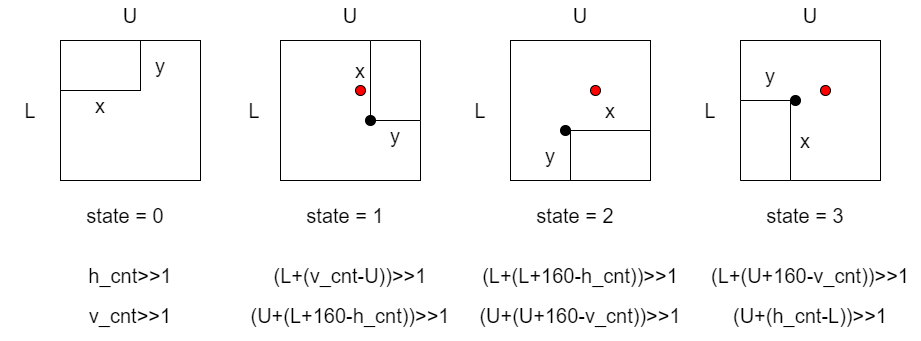 U U U U
L x y
L x y
L x y
L y x
state = 0
state = 1
state = 2
state = 3
h_cnt>>1
(L+(v_cnt-U))>>1
(L+(L+160-h_cnt))>>1
(L+(U+160-v_cnt))>>1
v_cnt>>1
(U+(L+160-h_cnt))>>1
(U+(U+160-v_cnt))>>1
(U+(h_cnt-L))>>1